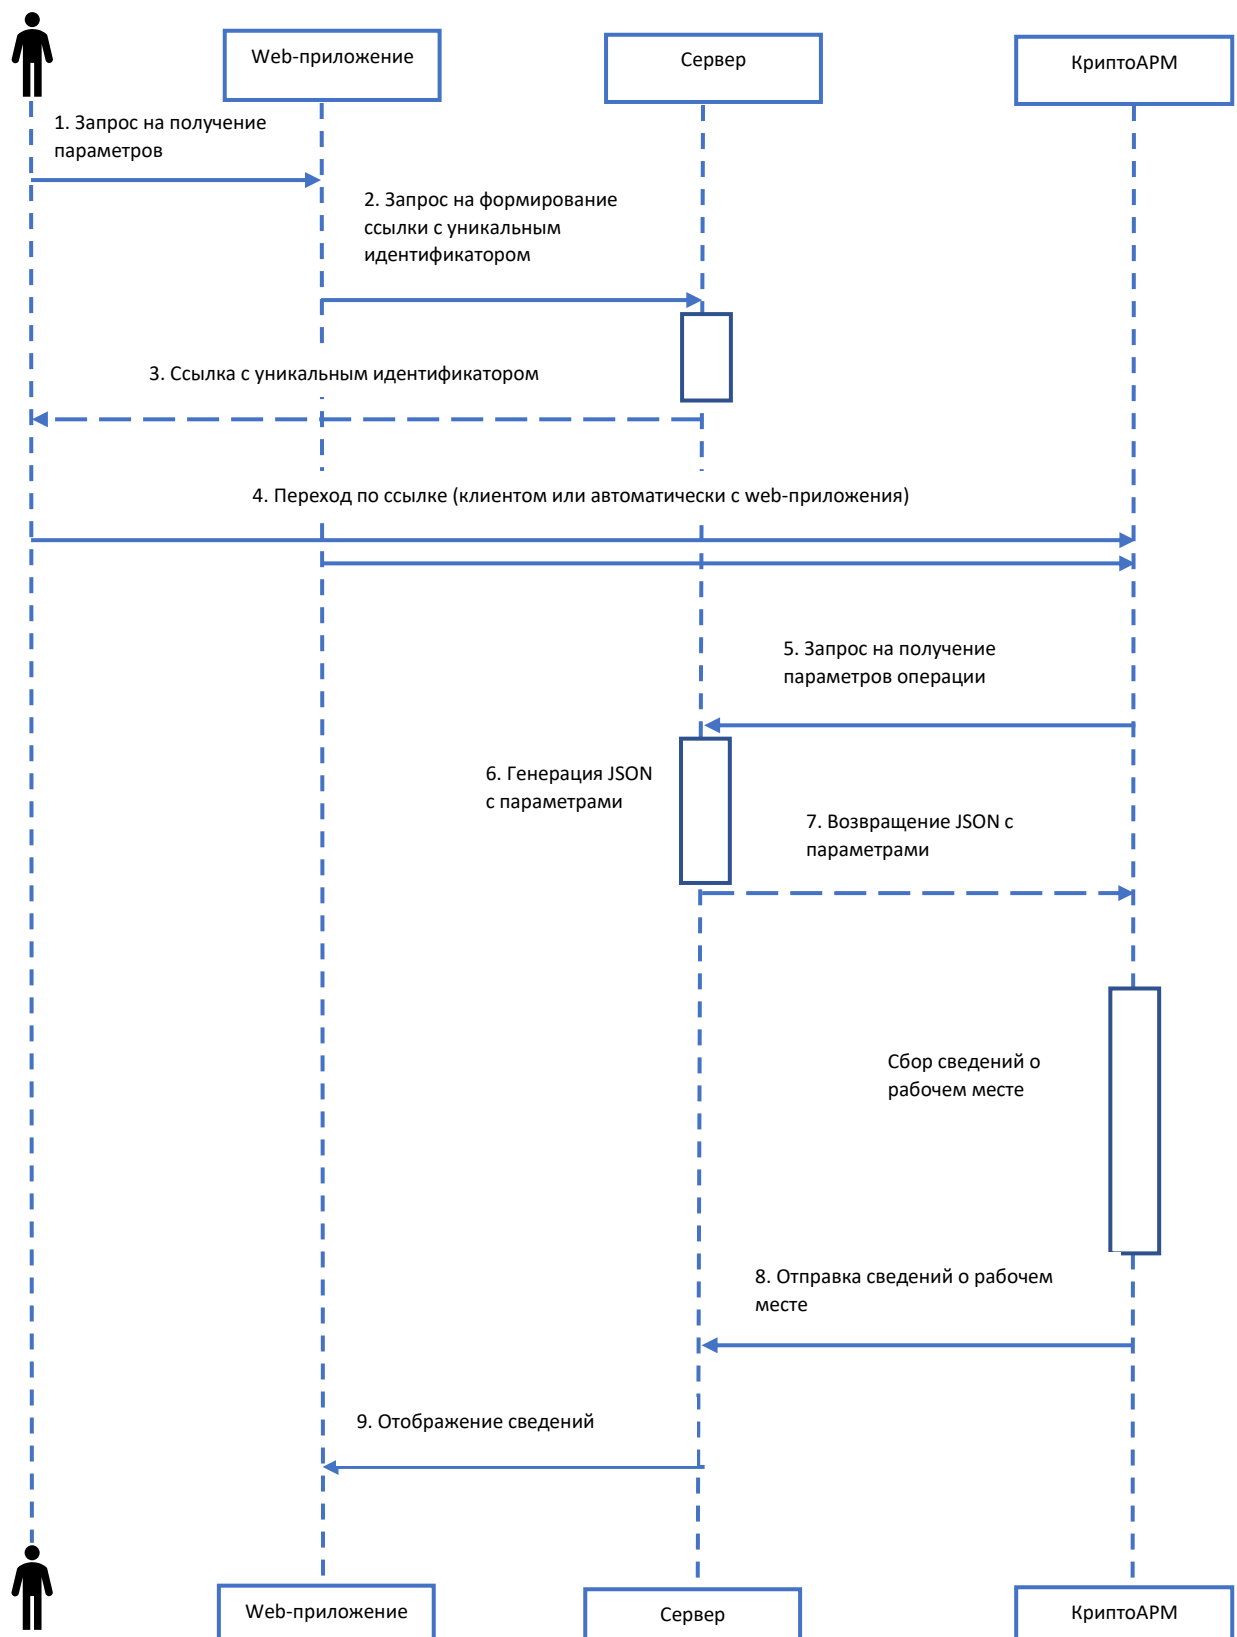 Web-приложение
Сервер
КриптоАРМ
1. Запрос на получение
параметров
2. Запрос на формирование
ссылки с уникальным
идентификатором
3. Ссылка с уникальным идентификатором
4. Переход по ссылке (клиентом или автоматически с web-приложения)
5. Запрос на получение
параметров операции
6. Генерация JSON
с параметрами
7. Возвращение JSON с
параметрами
Сбор сведений о
рабочем месте
8. Отправка сведений о рабочем
месте
9. Отображение сведений
Web-приложение
Сервер
КриптоАРМ